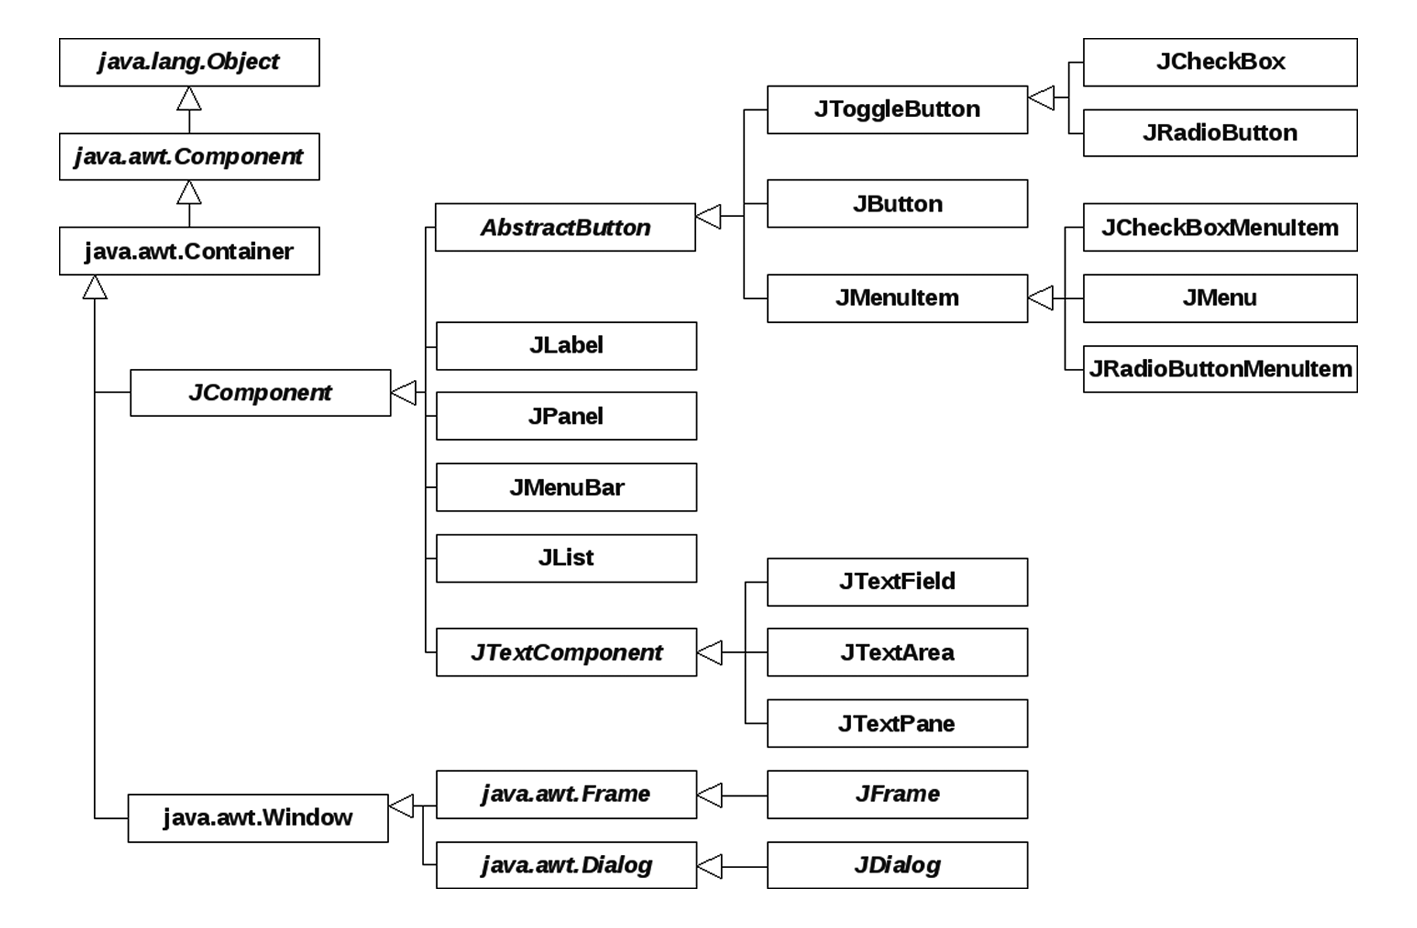 java.lang.Object
java.awt.Component
java.awt.Container
JComponent
java.awt.Window
AbstractButton
JLabel
JPanel
JMenuBar
JList
JTextComponent
java.awt.Frame
java.awt.Dialog
JToggleButton
JButton
JMenuItem
JTextField
JTextArea
JTextPane
JFrame
JDialog
JCheckBox
JRadioButton
JCheckBoxMenuItem
JMenu
JRadioButtonMenuItem